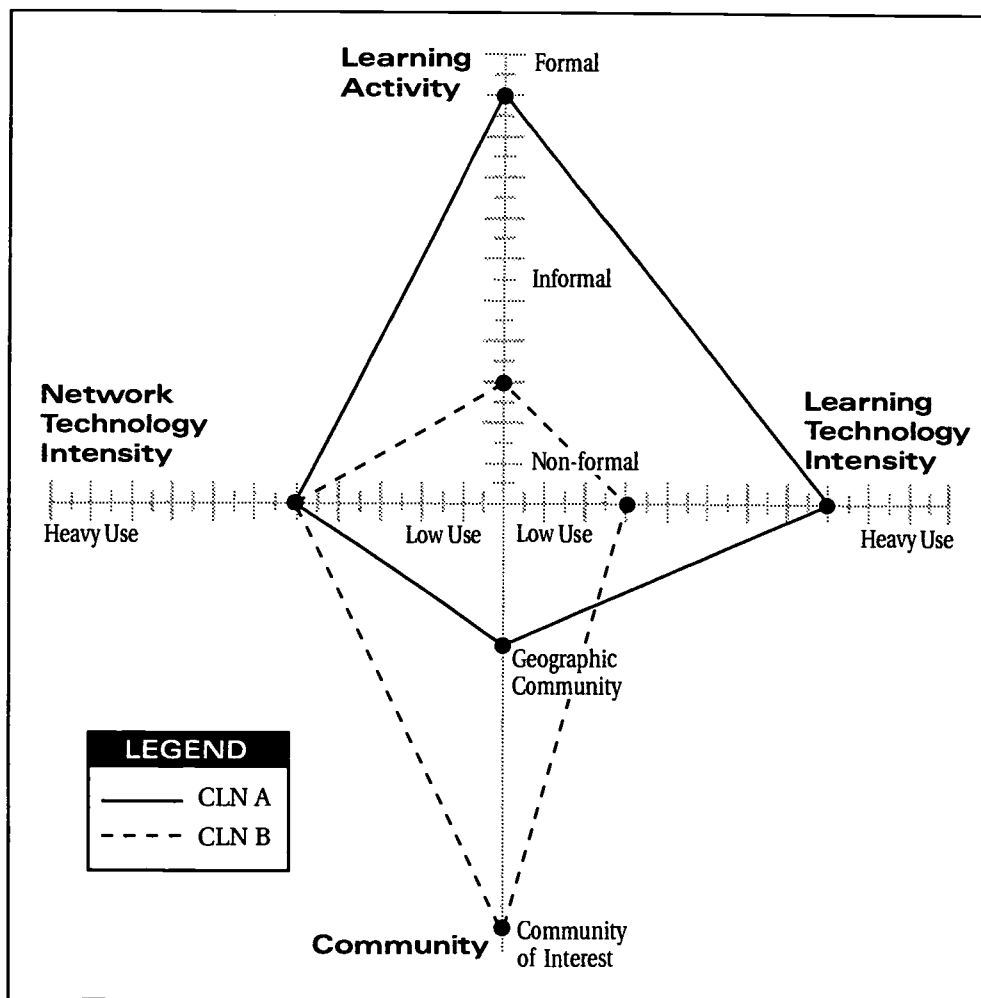 Learning
Activity
Formal
Informal
Network
Technology
Intensity
Learning
Technology
Intensity
Non-formal
Heavy Use
Low Use
Low Use
Heavy Use
Geographic
Community
LEGEND
CLN A
CLN B
Community
Community
of Interest